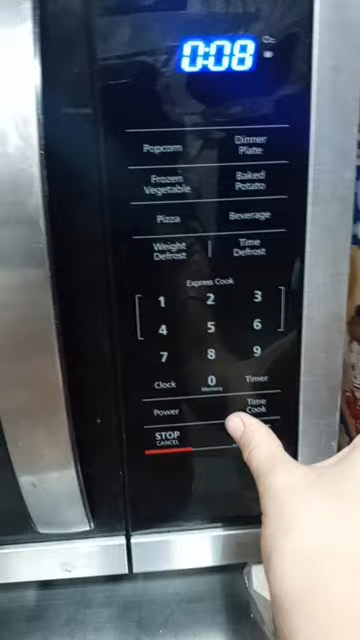 0:08
Popcorn
Dinner
Plate
Frozen
Vegetable
Baked
Potato
Pizza
Beverage
Weight
Defrost
Time
Defrost
Express Cook
1 2 3
4 5 6
7 8 9
Clock
0
Memory
Timer
Power
Time
Cook
STOP
CANCEL